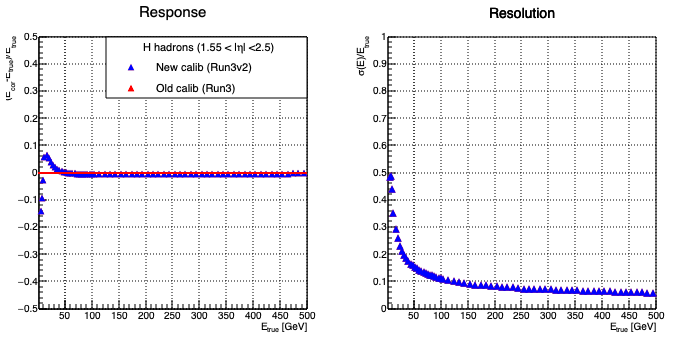 Response
Resolution
(E_cor-E_true)/E_true
H hadrons (1.55 < |η| <2.5)
New calib (Run3v2)
Old calib (Run3)
0.5
0.4
0.3
0.2
0.1
0
−0.1
−0.2
−0.3
−0.4
−0.5
50 100 150 200 250 300 350 400 450 500
E_true [GeV]
σ(E)/E_true
1
0.9
0.8
0.7
0.6
0.5
0.4
0.3
0.2
0.1
0
50 100 150 200 250 300 350 400 450 500
E_true [GeV]